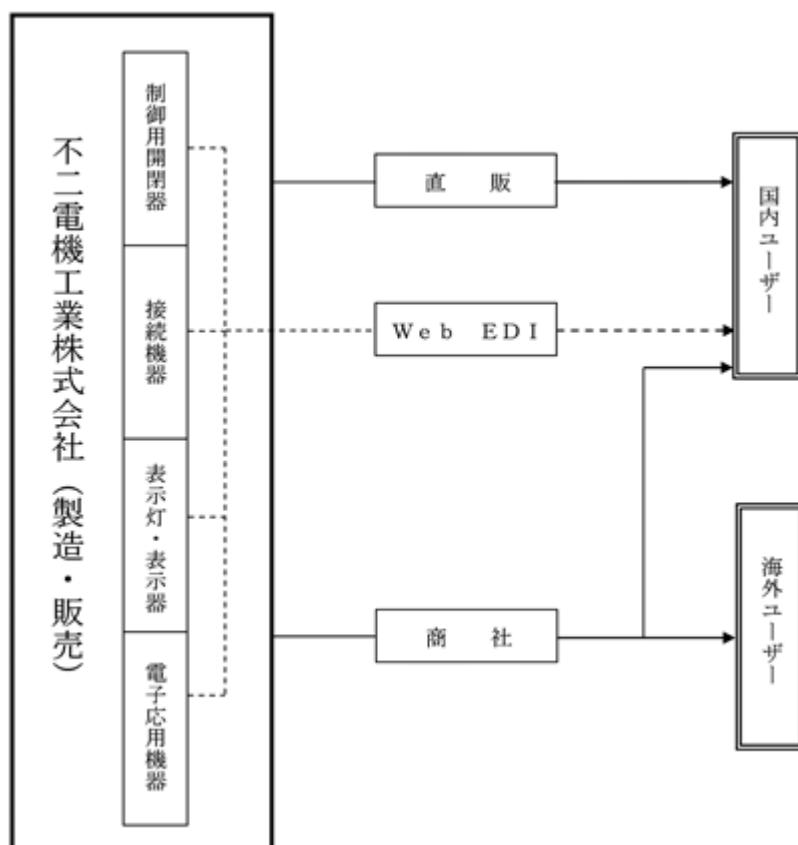 不二電機工業株式会社（製造・販売）
制御用開閉器
接続機器
表示灯・表示器
電子応用機器
直　販
Ｗｅｂ　ＥＤＩ
商　社
国内ユーザー
海外ユーザー